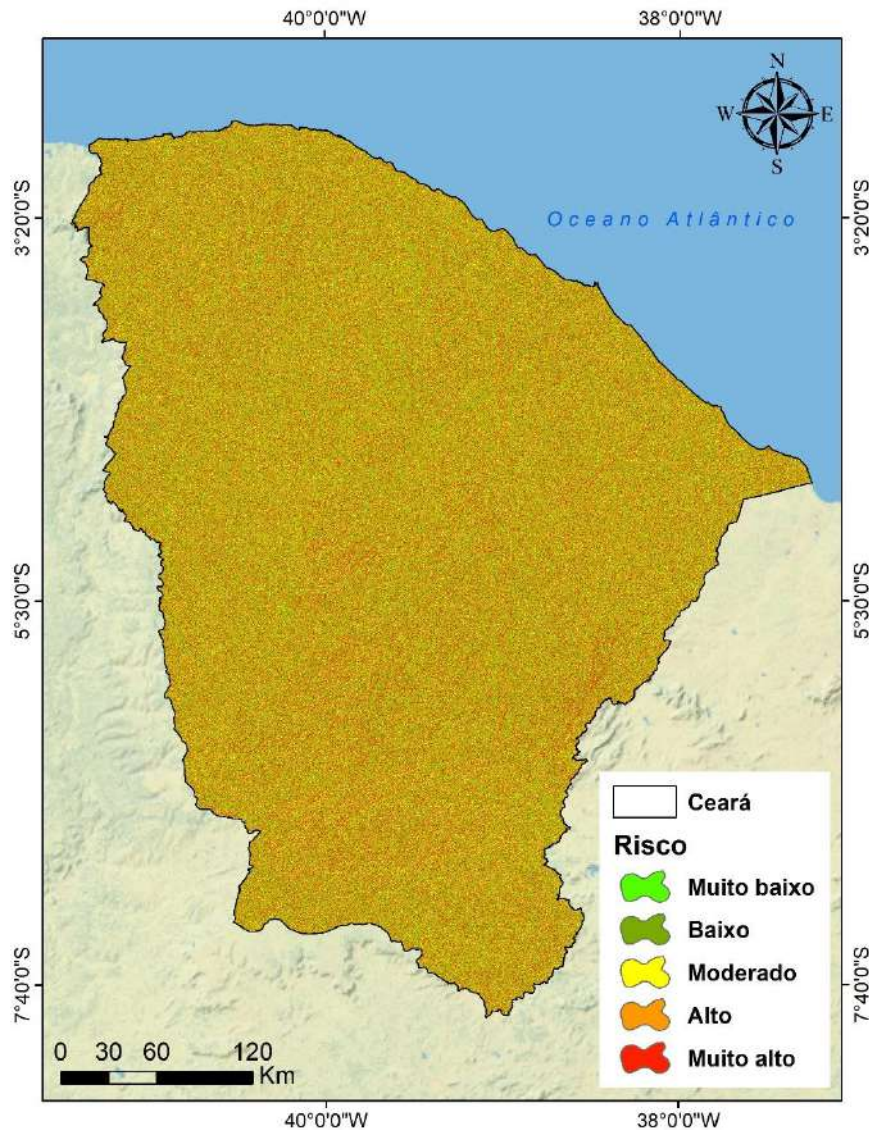 40°0'0"W 38°0'0"W
N
W E
S
3°20'0"S 3°20'0"S
Oceano Atlântico
5°30'0"S 5°30'0"S
Ceará
Risco
Muito baixo
Baixo
Moderado
Alto
Muito alto
7°40'0"S 7°40'0"S
0 30 60 120
Km
40°0'0"W 38°0'0"W